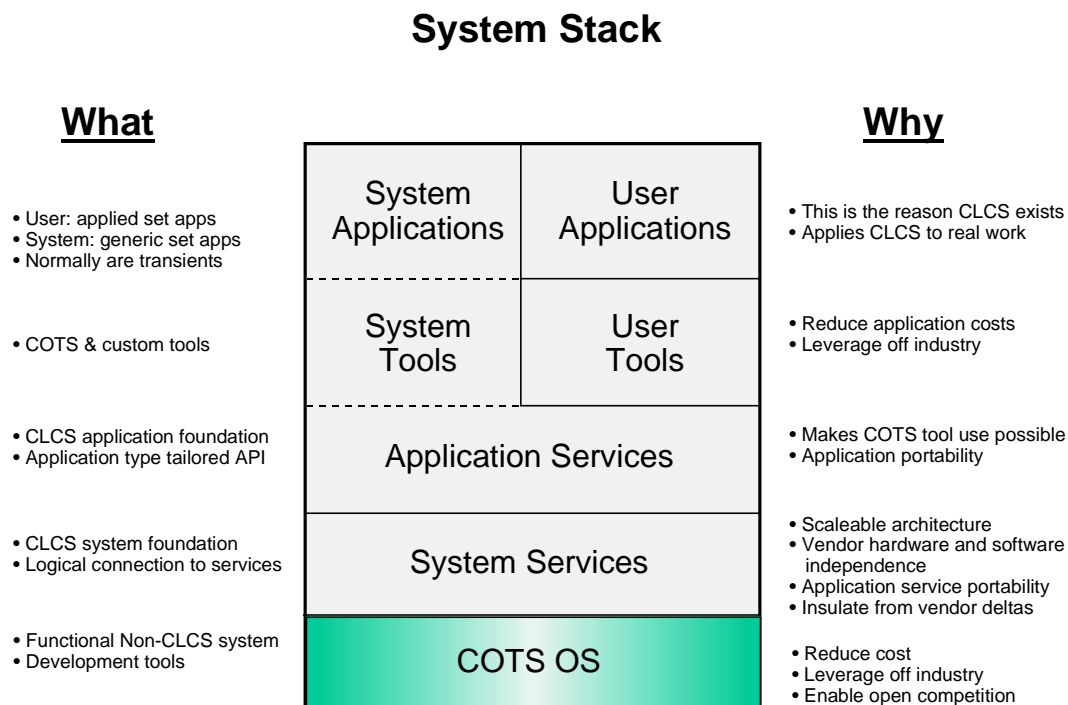 System Stack
What
Why
• User: applied set apps
• System: generic set apps
• Normally are transients
System
Applications
User
Applications
• This is the reason CLCS exists
• Applies CLCS to real work
• COTS & custom tools
System
Tools
User
Tools
• Reduce application costs
• Leverage off industry
• CLCS application foundation
• Application type tailored API
Application Services
• Makes COTS tool use possible
• Application portability
• CLCS system foundation
• Logical connection to services
System Services
• Scaleable architecture
• Vendor hardware and software
independence
• Application service portability
• Insulate from vendor deltas
• Functional Non-CLCS system
• Development tools
COTS OS
• Reduce cost
• Leverage off industry
• Enable open competition